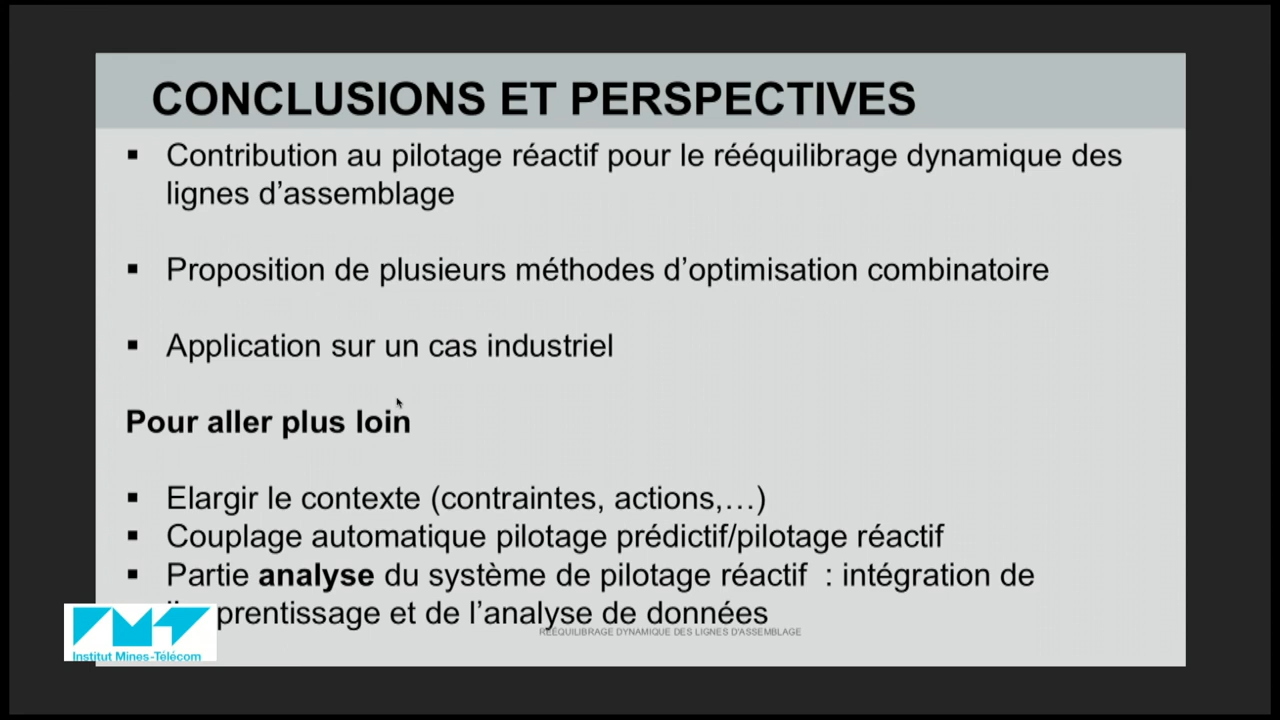 CONCLUSIONS ET PERSPECTIVES
▪ Contribution au pilotage réactif pour le rééquilibrage dynamique des
lignes d’assemblage
▪ Proposition de plusieurs méthodes d’optimisation combinatoire
▪ Application sur un cas industriel
Pour aller plus loin
▪ Elargir le contexte (contraintes, actions,…)
▪ Couplage automatique pilotage prédictif/pilotage réactif
▪ Partie analyse du système de pilotage réactif : intégration de
prentissage et de l’analyse de données
RÉÉQUILIBRAGE DYNAMIQUE DES LIGNES D'ASSEMBLAGE
IMT
Institut Mines-Télécom